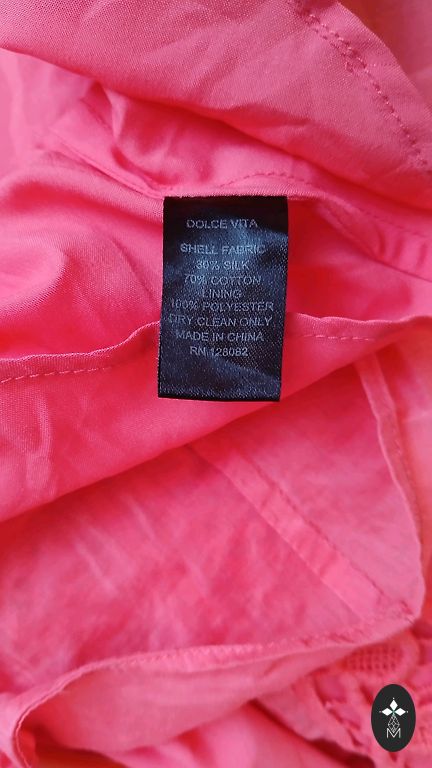 DOLCE VITA
SHELL FABRIC
30% SILK
70% COTTON
LINING
100% POLYESTER
DRY CLEAN ONLY
MADE IN CHINA
RN 128082
M